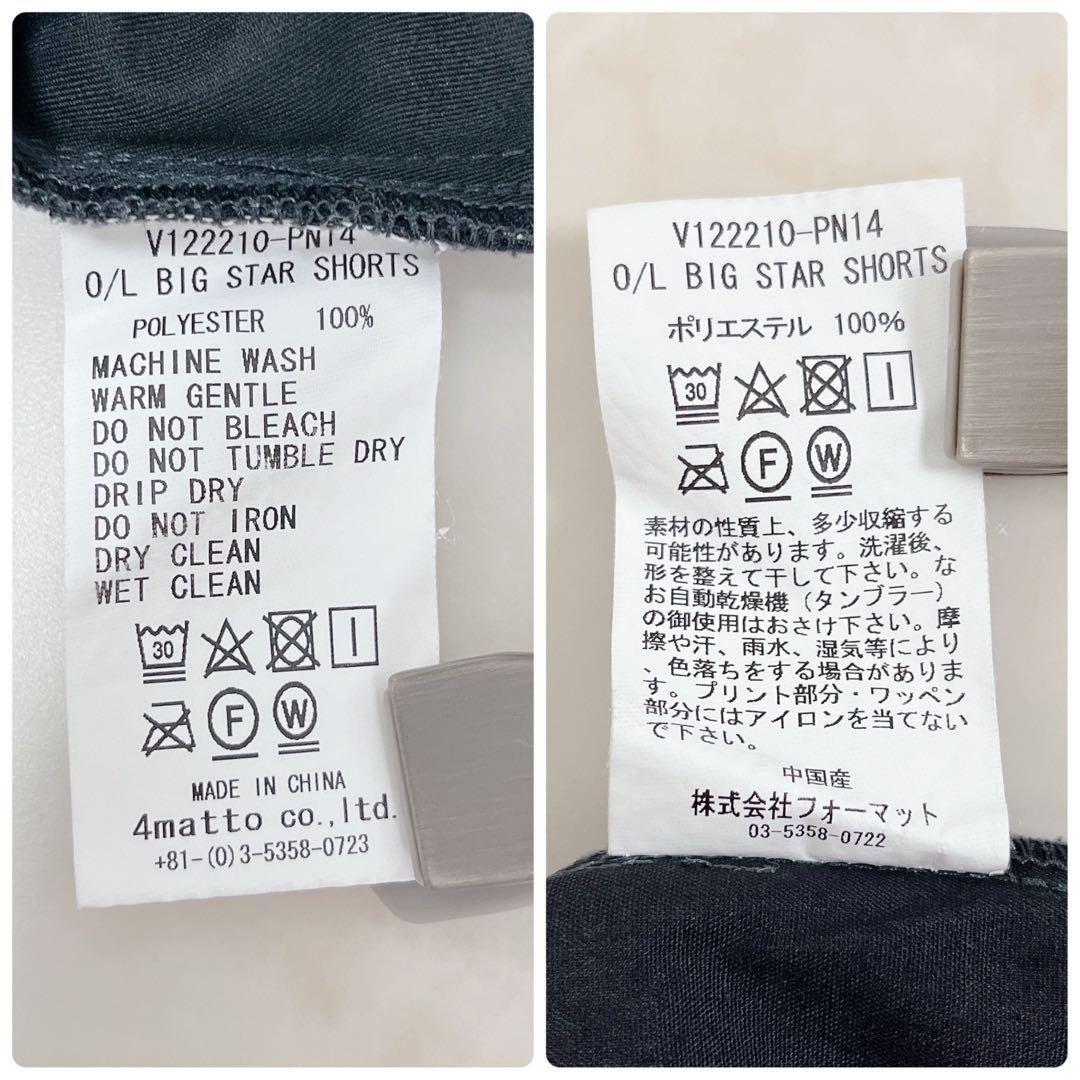 V122210-PN14
O/L BIG STAR SHORTS
POLYESTER 100%
MACHINE WASH
WARM GENTLE
DO NOT BLEACH
DO NOT TUMBLE DRY
DRIP DRY
DO NOT IRON
DRY CLEAN
WET CLEAN
30
F W
MADE IN CHINA
4matto co.,ltd.
+81-(0)3-5358-0723
V122210-PN14
O/L BIG STAR SHORTS
ポリエステル 100%
30
F W
素材の性質上、多少収縮する
可能性があります。洗濯後、
形を整えて干して下さい。な
お自動乾燥機(タンブラー)
の御使用はおさけ下さい。摩
擦や汗、雨水、湿気等により
、色落ちをする場合がありま
す。プリント部分・ワッペン
部分にはアイロンを当てない
で下さい。
中国産
株式会社フォーマット
03-5358-0722